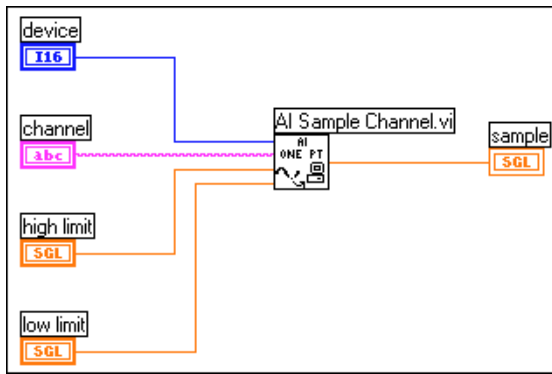 device
I16
channel
abc
AI Sample Channel.vi
AI
ONE PT
sample
SGL
high limit
SGL
low limit
SGL